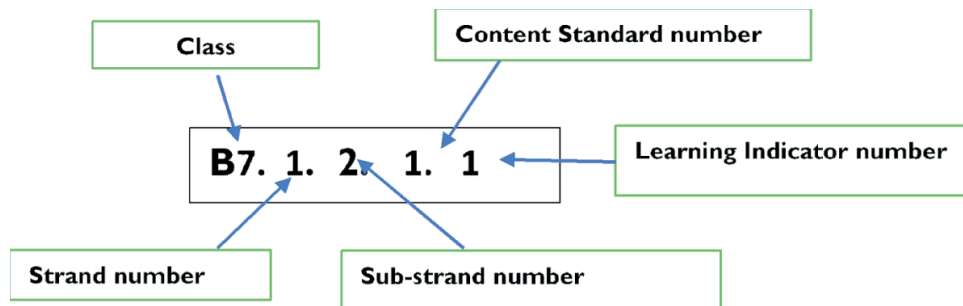 Class
Content Standard number
B7. 1. 2. 1. 1
Learning Indicator number
Strand number
Sub-strand number